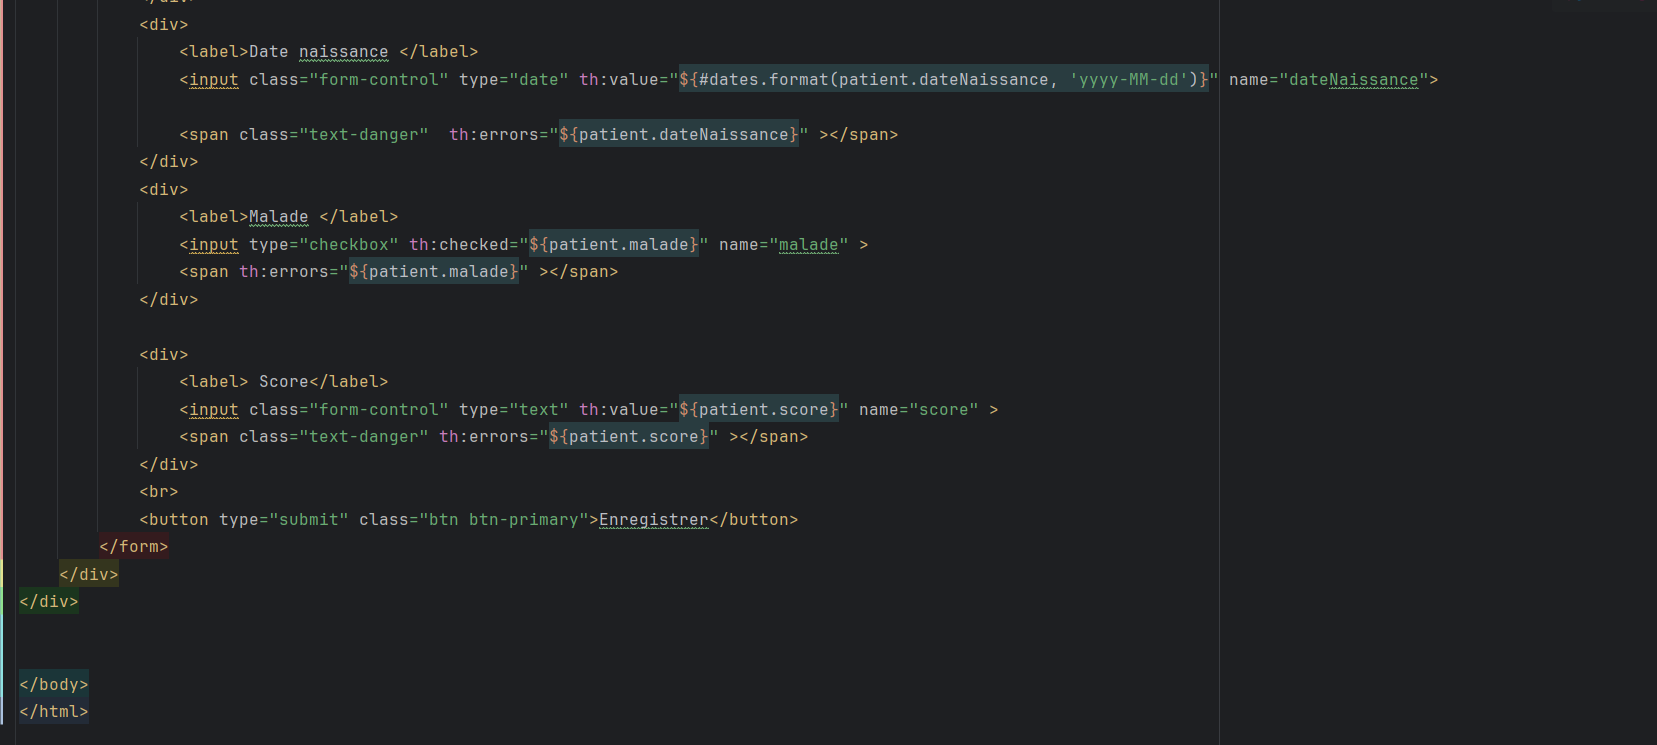 <div>
<label>Date naissance </label>
<input class="form-control" type="date" th:value="${#dates.format(patient.dateNaissance, 'yyyy-MM-dd')}" name="dateNaissance">
<span class="text-danger"  th:errors="${patient.dateNaissance}" ></span>
</div>
<div>
<label>Malade </label>
<input type="checkbox" th:checked="${patient.malade}" name="malade" >
<span th:errors="${patient.malade}" ></span>
</div>
<div>
<label> Score</label>
<input class="form-control" type="text" th:value="${patient.score}" name="score" >
<span class="text-danger" th:errors="${patient.score}" ></span>
</div>
<br>
<button type="submit" class="btn btn-primary">Enregistrer</button>
</form>
</div>
</div>
</body>
</html>